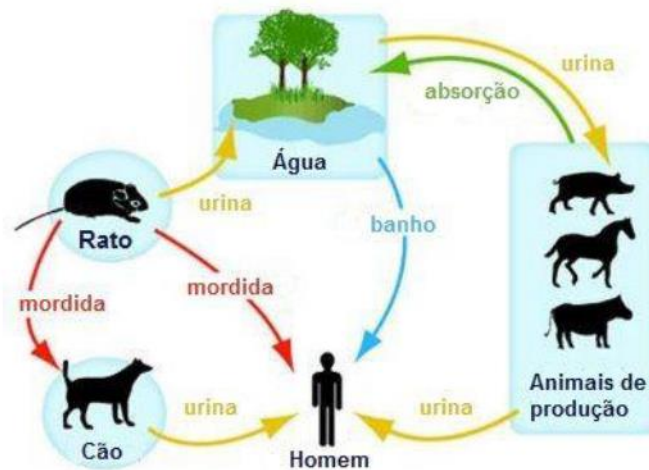 urina
absorção
Água
urina
banho
Rato
mordida
mordida
Animais de
produção
urina
urina
Cão
Homem